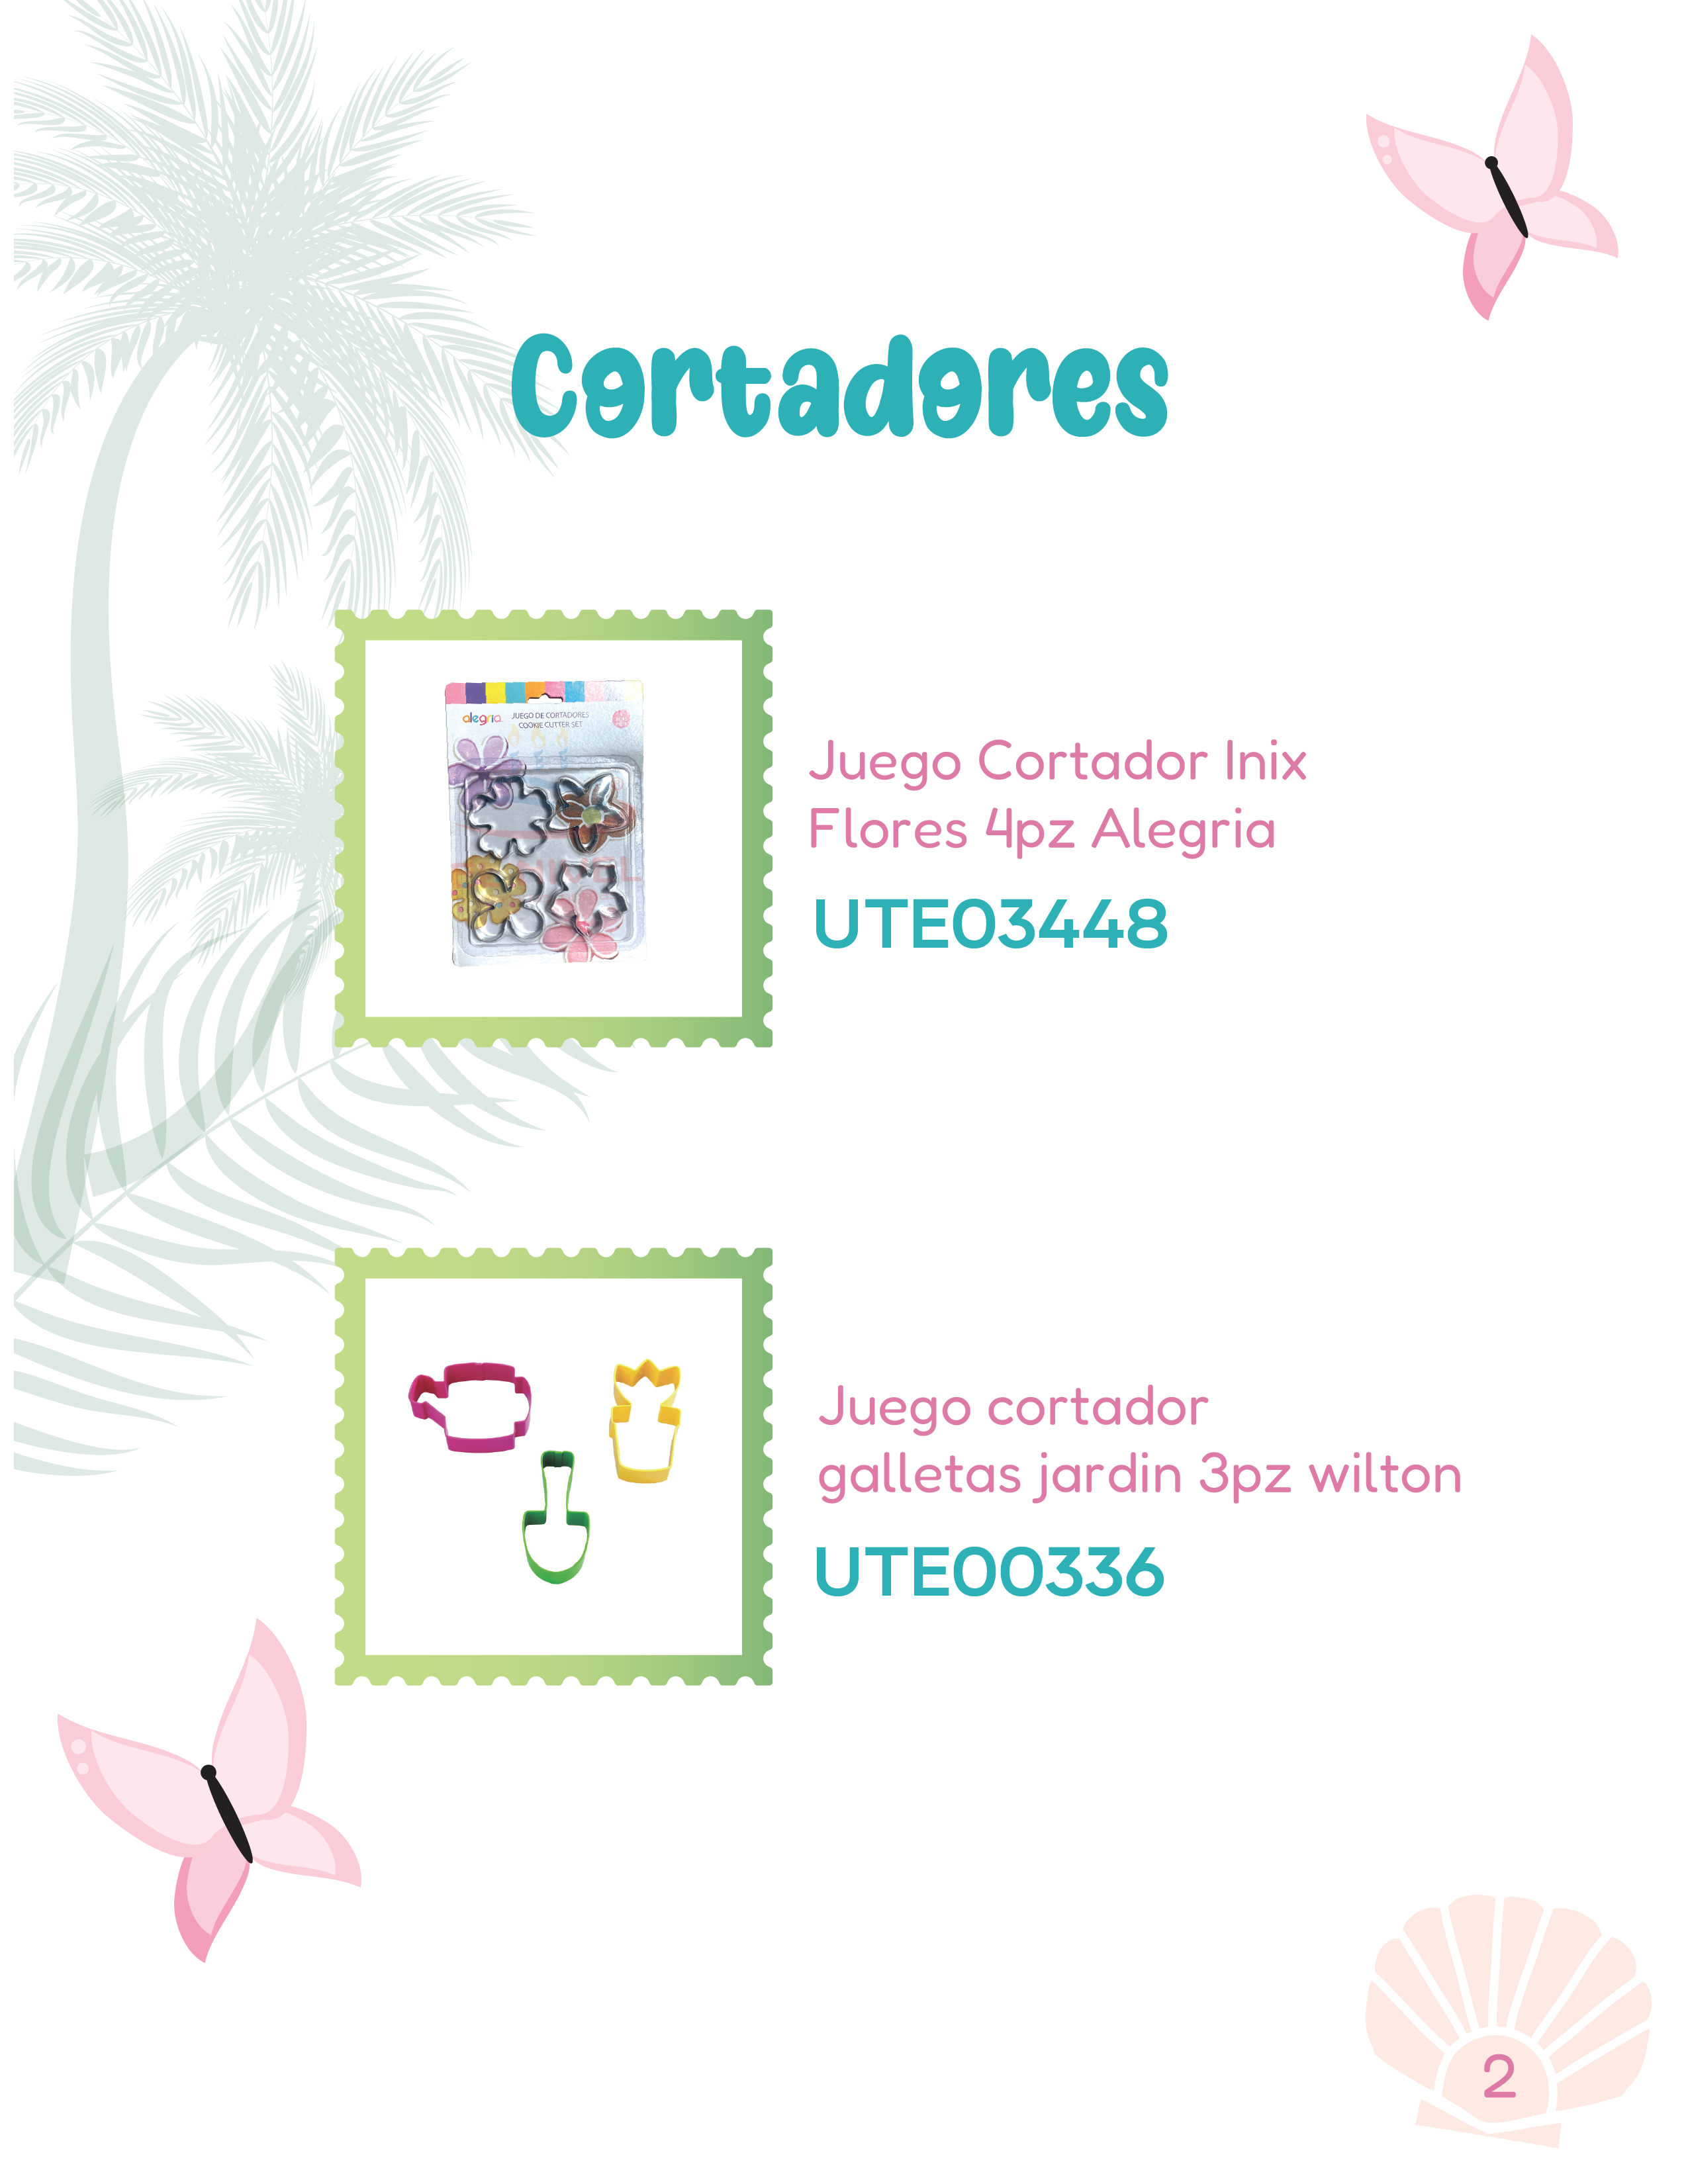 Cortadores
alegria
JUEGO DE CORTADORES
COOKIE CUTTER SET
Juego Cortador Inix
Flores 4pz Alegria
UTE03448
Juego cortador
galletas jardin 3pz wilton
UTE00336
2